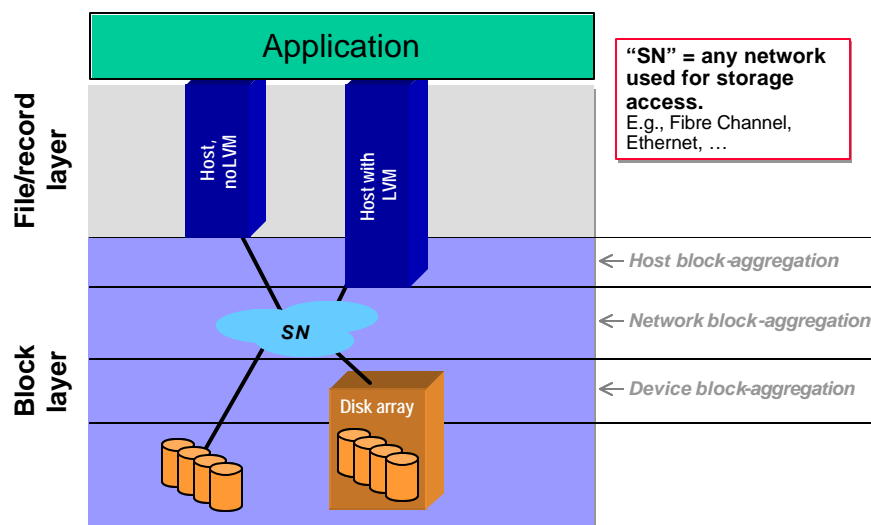 Application
“SN” = any network
used for storage
access.
E.g., Fibre Channel,
Ethernet, …
File/record
layer
Host,
noLVM
Host with
LVM
Host block-aggregation
SN
Network block-aggregation
Block
layer
Device block-aggregation
Disk array